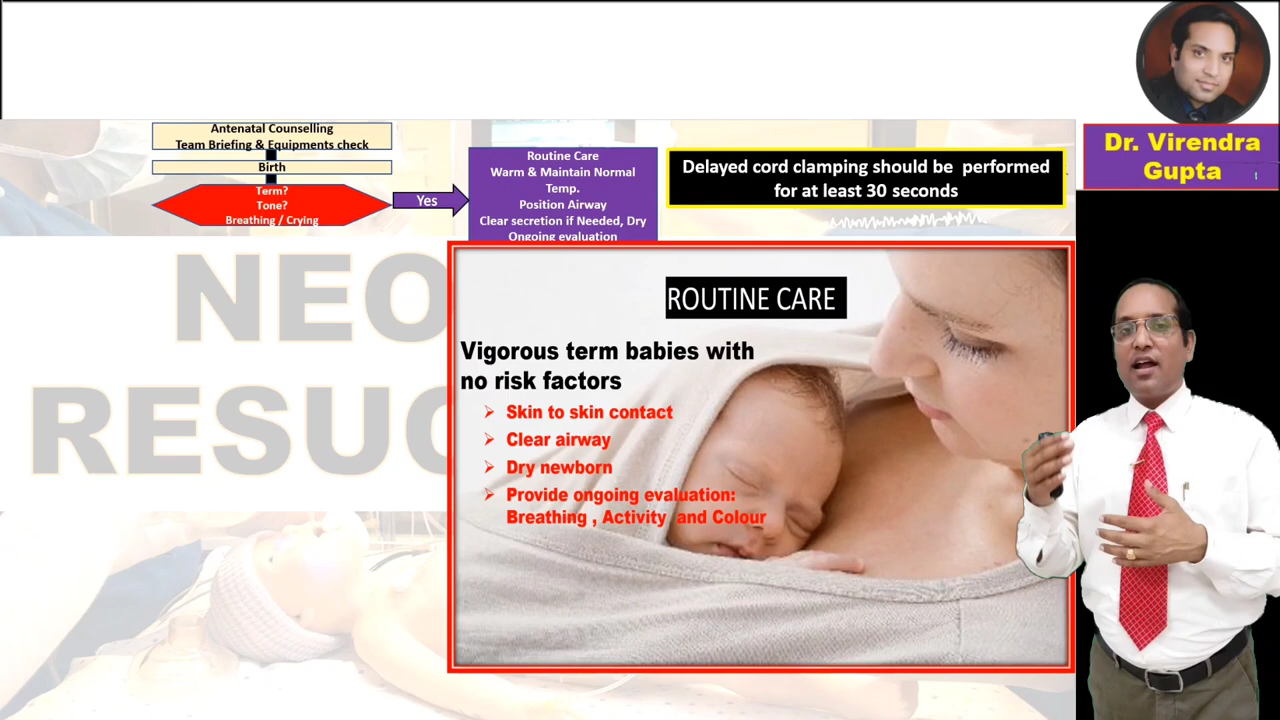 Antenatal Counselling
Team Briefing & Equipments check
Birth
Term?
Tone?
Breathing / Crying
Yes
Routine Care
Warm & Maintain Normal
Temp.
Position Airway
Clear secretion if Needed, Dry
Ongoing evaluation
Delayed cord clamping should be performed
for at least 30 seconds
Dr. Virendra
Gupta
NEO
RESUC
ROUTINE CARE
Vigorous term babies with
no risk factors
➢ Skin to skin contact
➢ Clear airway
➢ Dry newborn
➢ Provide ongoing evaluation:
Breathing , Activity and Colour